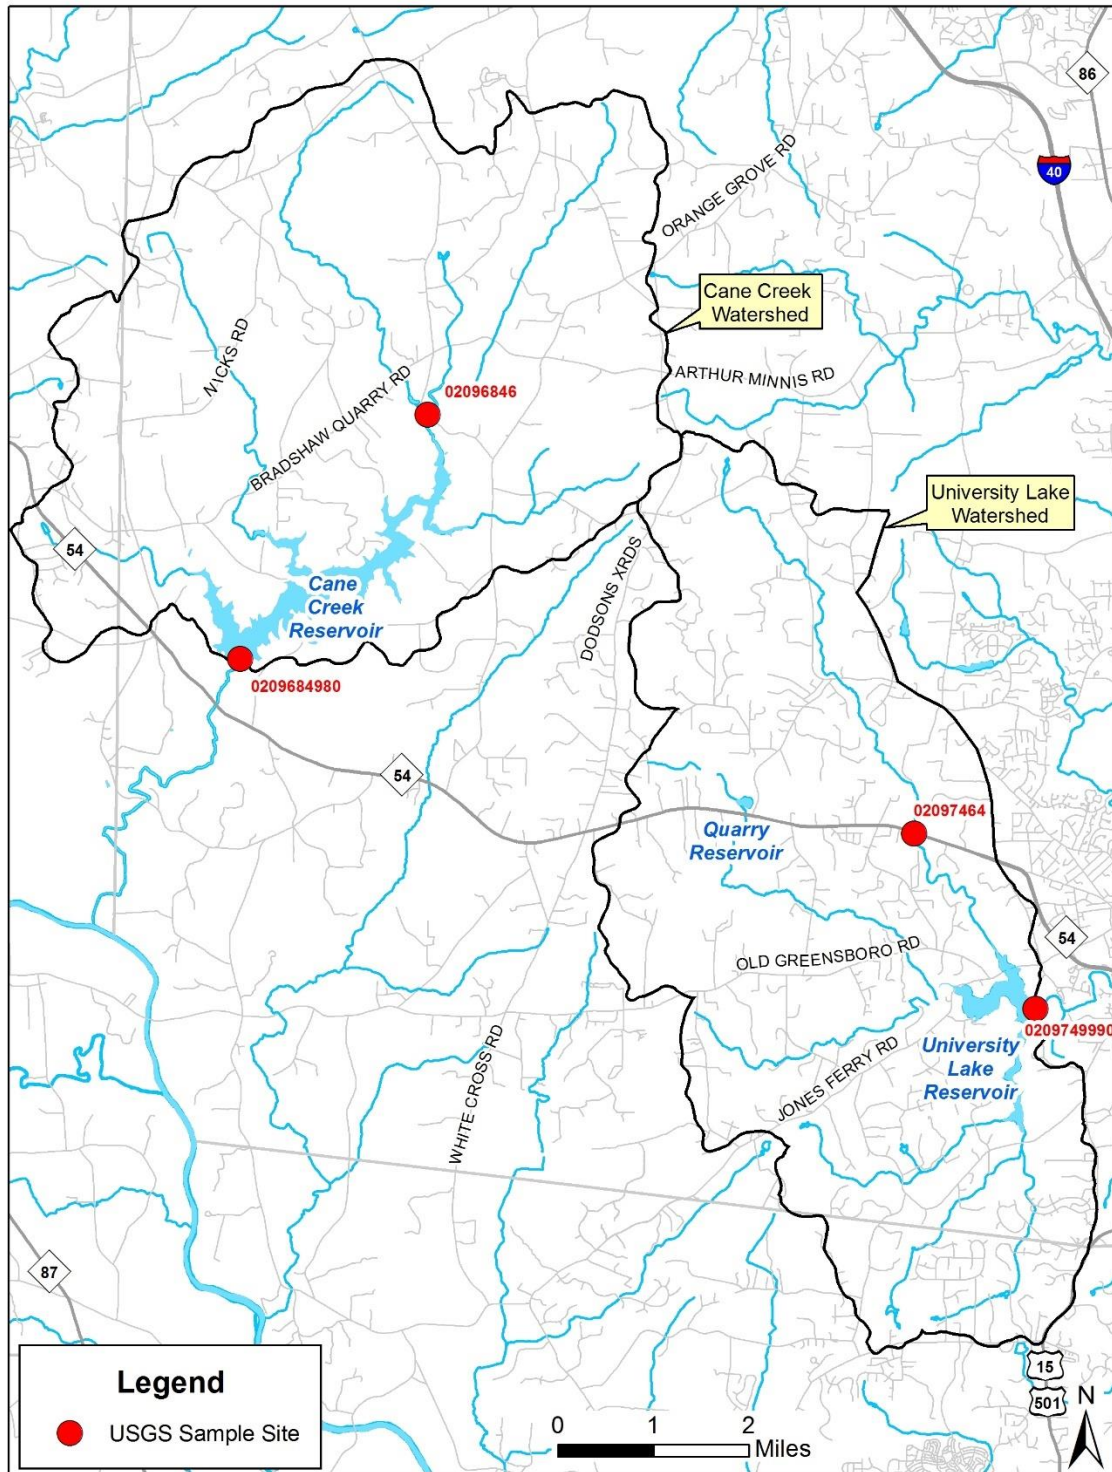 86
40
ORANGE GROVE RD
Cane Creek
Watershed
NICKS RD
ARTHUR MINNIS RD
BRADSHAW QUARRY RD
02096846
University Lake
Watershed
54
DODSONS XRDS
Cane
Creek
Reservoir
0209684980
54
Quarry
Reservoir
02097464
54
OLD GREENSBORO RD
0209749990
University
Lake
Reservoir
JONES FERRY RD
WHITE CROSS RD
87
Legend
USGS Sample Site
0 1 2
Miles
15
501
N